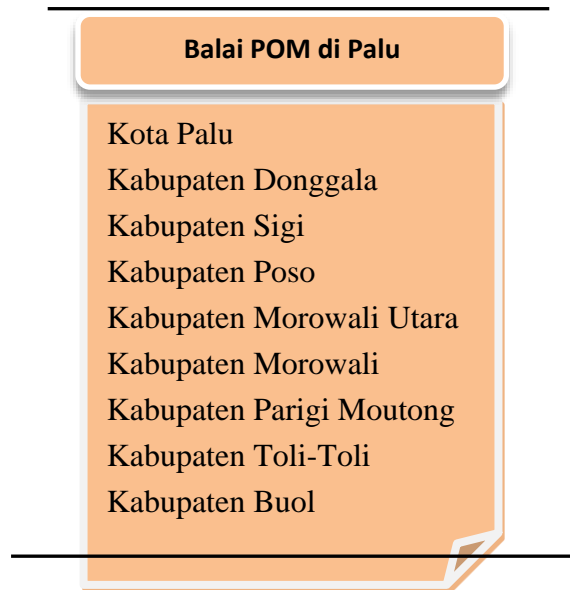 Balai POM di Palu
Kota Palu
Kabupaten Donggala
Kabupaten Sigi
Kabupaten Poso
Kabupaten Morowali Utara
Kabupaten Morowali
Kabupaten Parigi Moutong
Kabupaten Toli-Toli
Kabupaten Buol